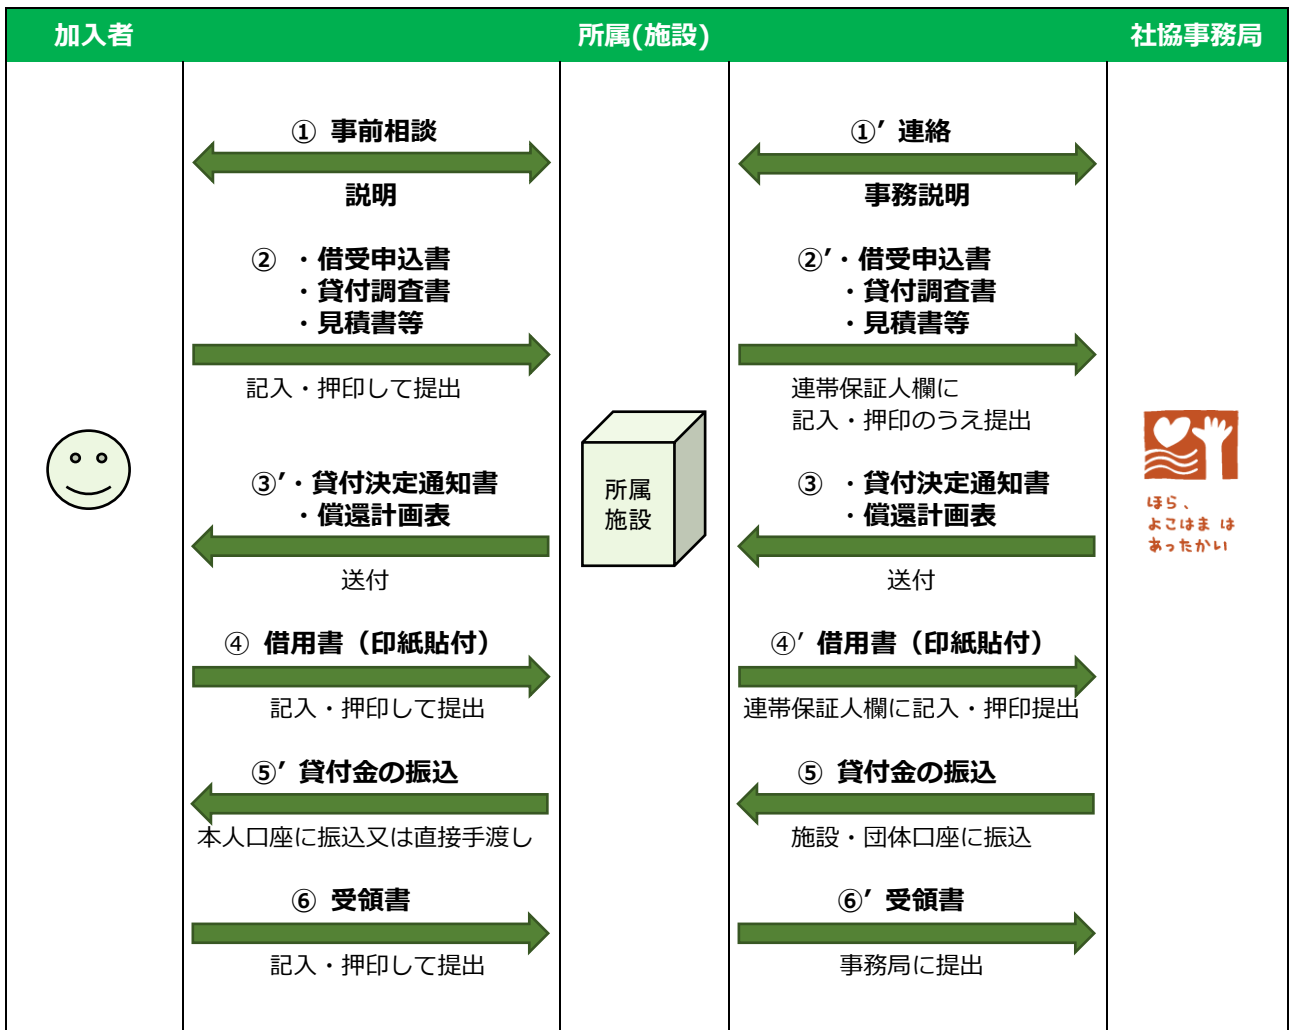 加入者
所属(施設)
社協事務局
① 事前相談
説明
①’ 連絡
事務説明
② ・借受申込書
・貸付調査書
・見積書等
記入・押印して提出
②’・借受申込書
・貸付調査書
・見積書等
連帯保証人欄に
記入・押印のうえ提出
所属
施設
ほら、
よこはま は
あったかい
③’・貸付決定通知書
・償還計画表
送付
③ ・貸付決定通知書
・償還計画表
送付
④ 借用書（印紙貼付）
記入・押印して提出
④’ 借用書（印紙貼付）
連帯保証人欄に記入・押印提出
⑤’ 貸付金の振込
本人口座に振込又は直接手渡し
⑤ 貸付金の振込
施設・団体口座に振込
⑥ 受領書
記入・押印して提出
⑥’ 受領書
事務局に提出